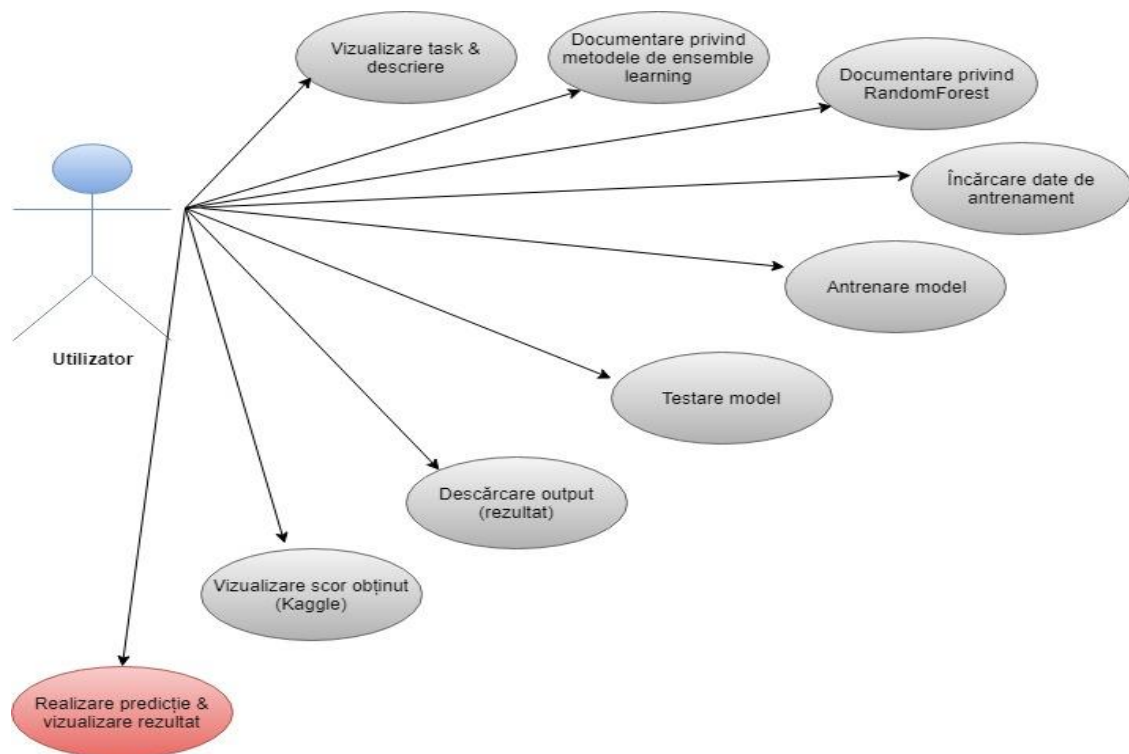 Vizualizare task &
descriere
Documentare privind
metodele de ensemble
learning
Documentare privind
RandomForest
Încărcare date de
antrenament
Antrenare model
Utilizator
Testare model
Descărcare output
(rezultat)
Vizualizare scor obținut
(Kaggle)
Realizare predicție &
vizualizare rezultat